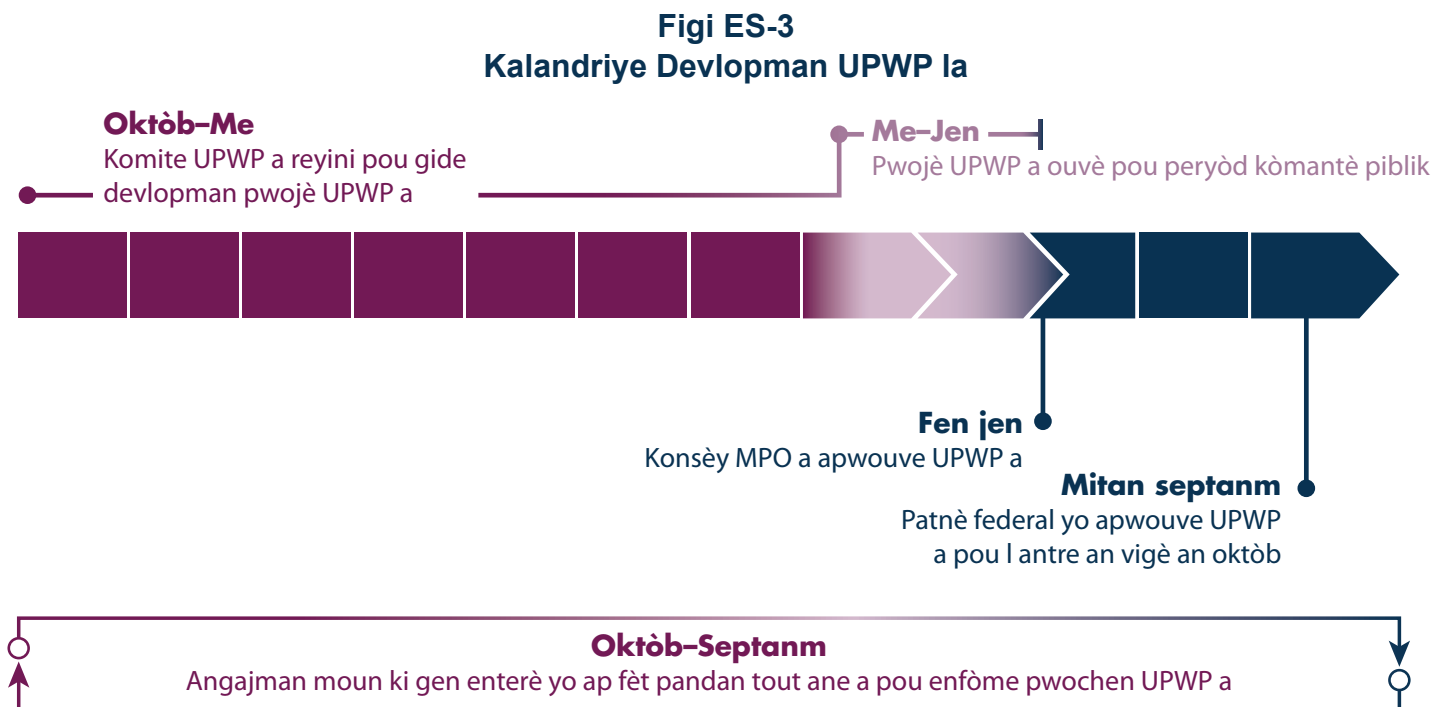 Figi ES-3
Kalandriye Devlopman UPWP la
Oktòb–Me
Komite UPWP a reyini pou gide
devlopman pwojè UPWP a
Me–Jen
Pwojè UPWP a ouvè pou peryòd kòmantè piblik
Fen jen
Konsèy MPO a apwouve UPWP a
Mitan septanm
Patnè federal yo apwouve UPWP
a pou l antre an vigè an oktòb
Oktòb–Septanm
Angajman moun ki gen enterè yo ap fèt pandan tout ane a pou enfòme pwochen UPWP a